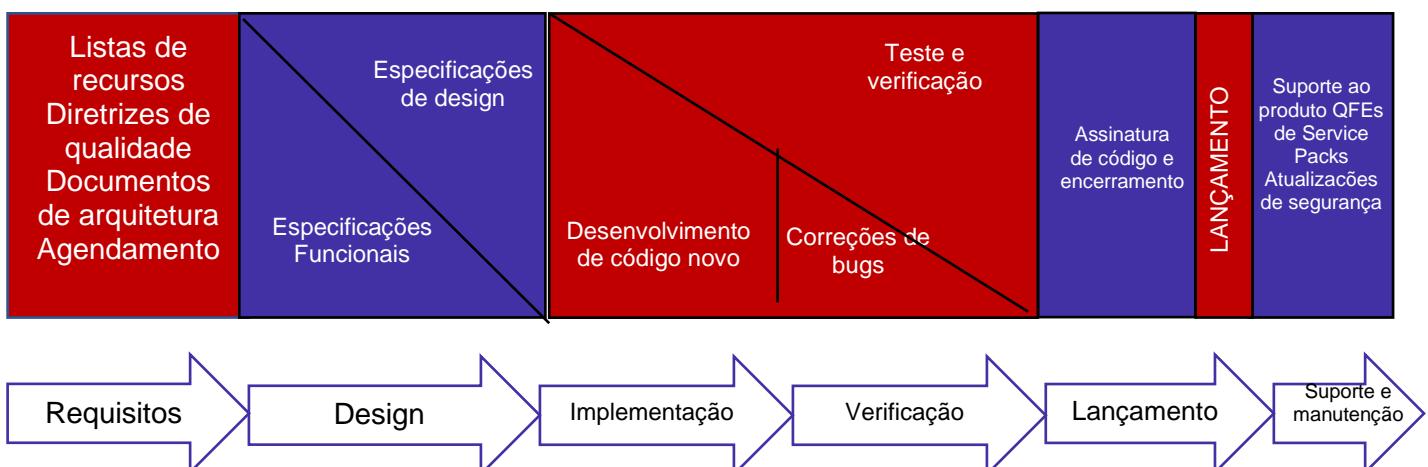 Listas de
recursos
Diretrizes de
qualidade
Documentos
de arquitetura
Agendamento
Especificações
de design
Especificações
Funcionais
Teste e
verificação
Desenvolvimento
de código novo
Correções de
bugs
Assinatura
de código e
encerramento
LANÇAMENTO
Suporte ao
produto QFEs
de Service
Packs
Atualizacões
de segurança
Requisitos
Design
Implementação
Verificação
Lançamento
Suporte e
manutenção